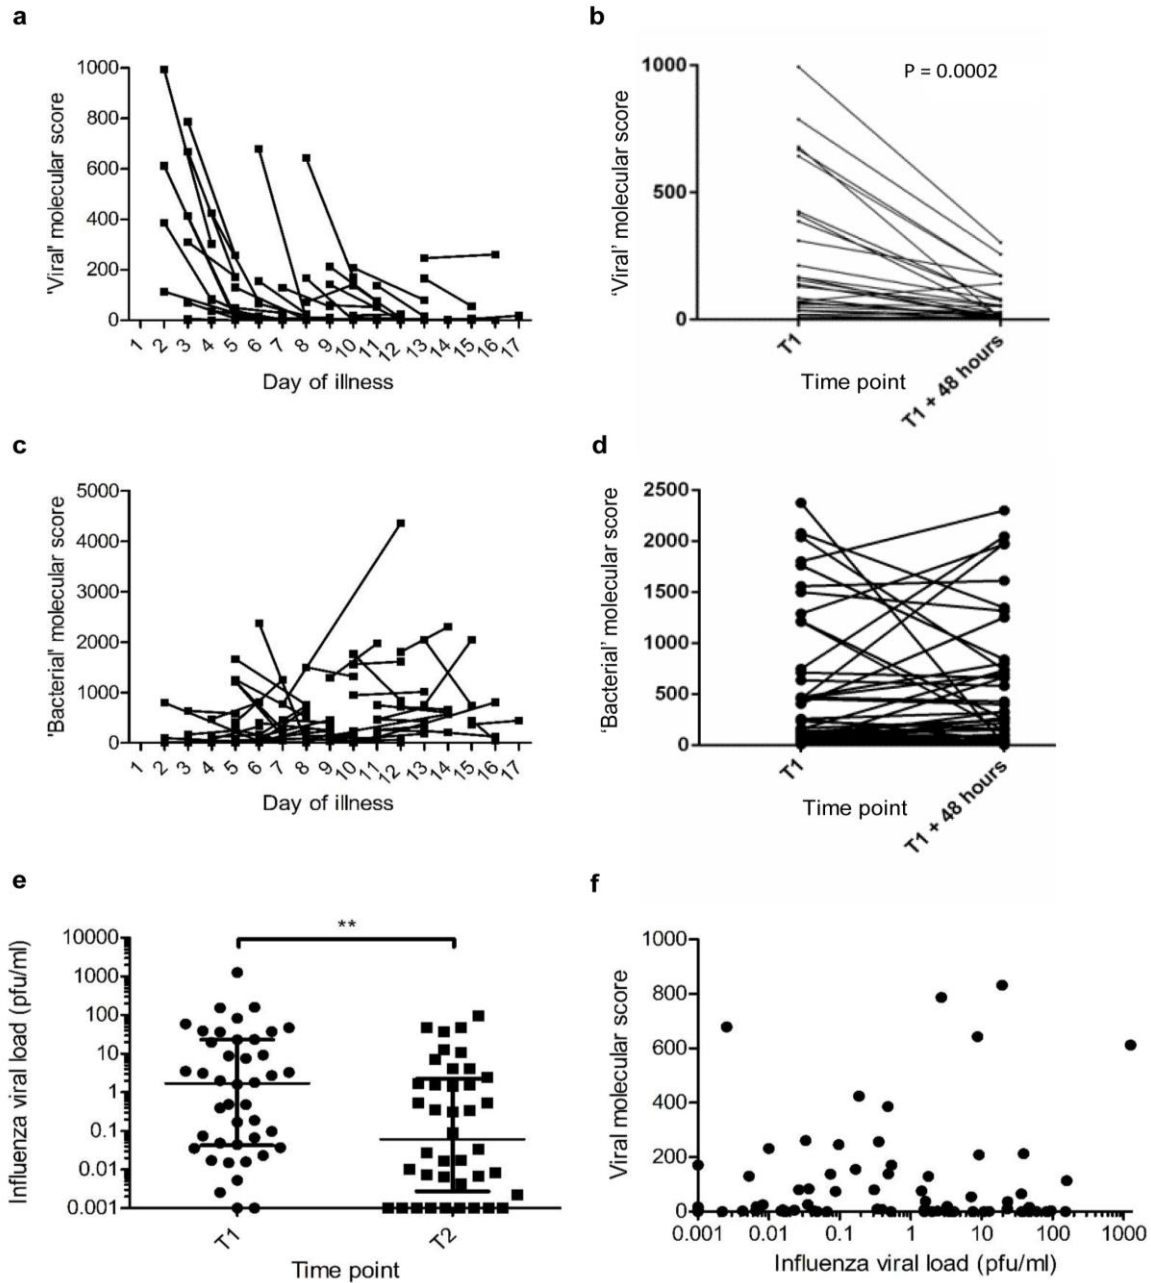 a
1000
800
600
400
200
0
'Viral' molecular score
1 2 3 4 5 6 7 8 9 10 11 12 13 14 15 16 17
Day of illness
b
P = 0.0002
1000
500
0
‘Viral’ molecular score
T1
T1 + 48 hours
Time point
c
5000
4000
3000
2000
1000
0
'Bacterial' molecular score
1 2 3 4 5 6 7 8 9 10 11 12 13 14 15 16 17
Day of illness
d
2500
2000
1500
1000
500
0
‘Bacterial’ molecular score
T1
T1 + 48 hours
Time point
e
**
10000
1000
100
10
1
0.1
0.01
0.001
Influenza viral load (pfu/ml)
T1
T2
Time point
f
1000
800
600
400
200
0
Viral molecular score
0.001 0.01 0.1 1 10 100 1000
Influenza viral load (pfu/ml)